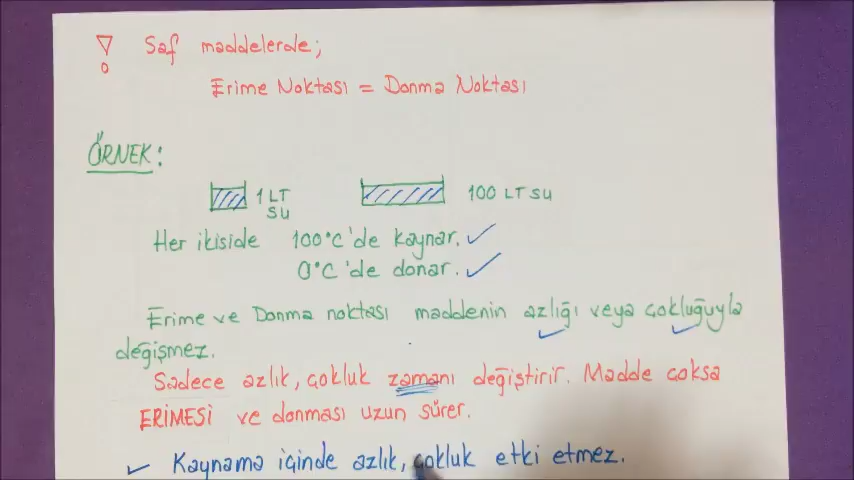 Saf maddelerde;
Erime Noktası = Donma Noktası
ÖRNEK:
1 LT SU 100 LT SU
Her ikiside 100°C'de kaynar.
0°C'de donar.
Erime ve Donma noktası maddenin azlığı veya çokluğuyla
değişmez.
Sadece azlık, çokluk zamanı değiştirir. Madde çoksa
ERİMESİ ve donması uzun sürer.
Kaynama içinde azlık, çokluk etki etmez.